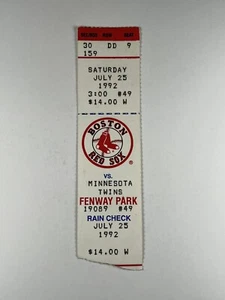 30 DD 9
159
SATURDAY
JULY 25
1992
3:00 #49
$14.00 W
BOSTON
RED SOX
VS.
MINNESOTA
TWINS
FENWAY PARK
19089 #49
RAIN CHECK
JULY 25
1992
$14.00 W